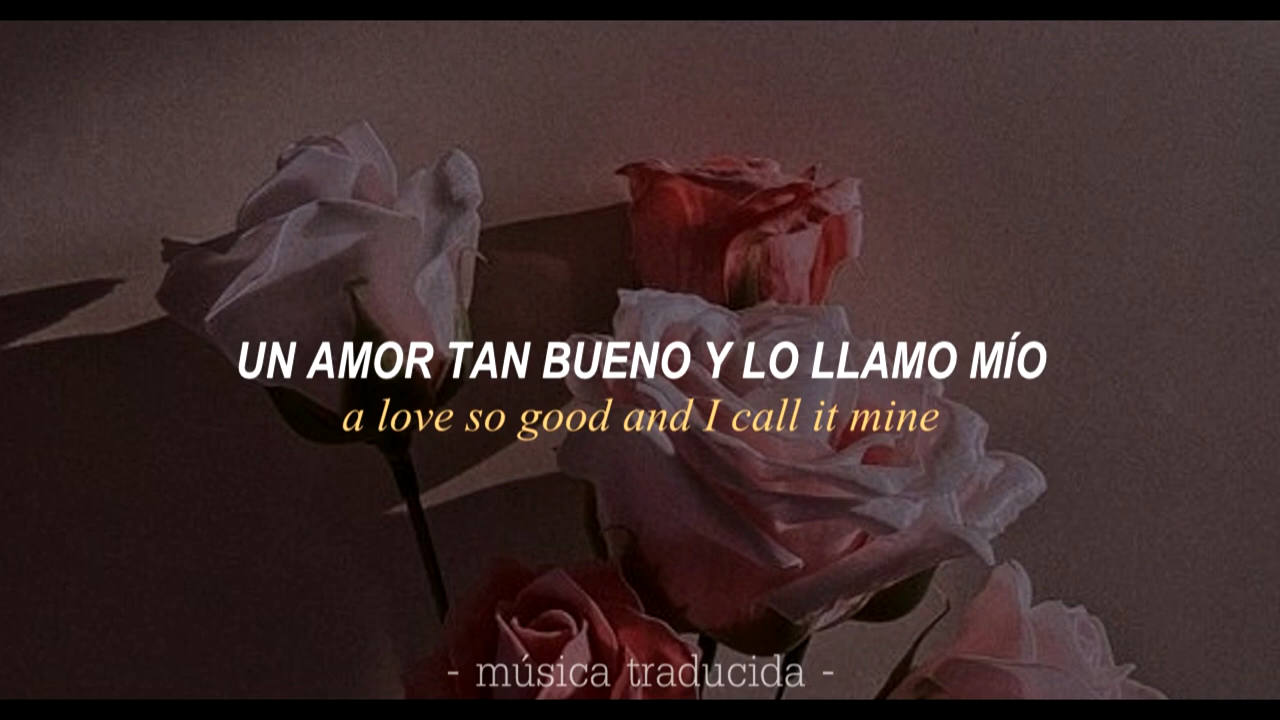 UN AMOR TAN BUENO Y LO LLAMO MÍO
a love so good and I call it mine
- música traducida -